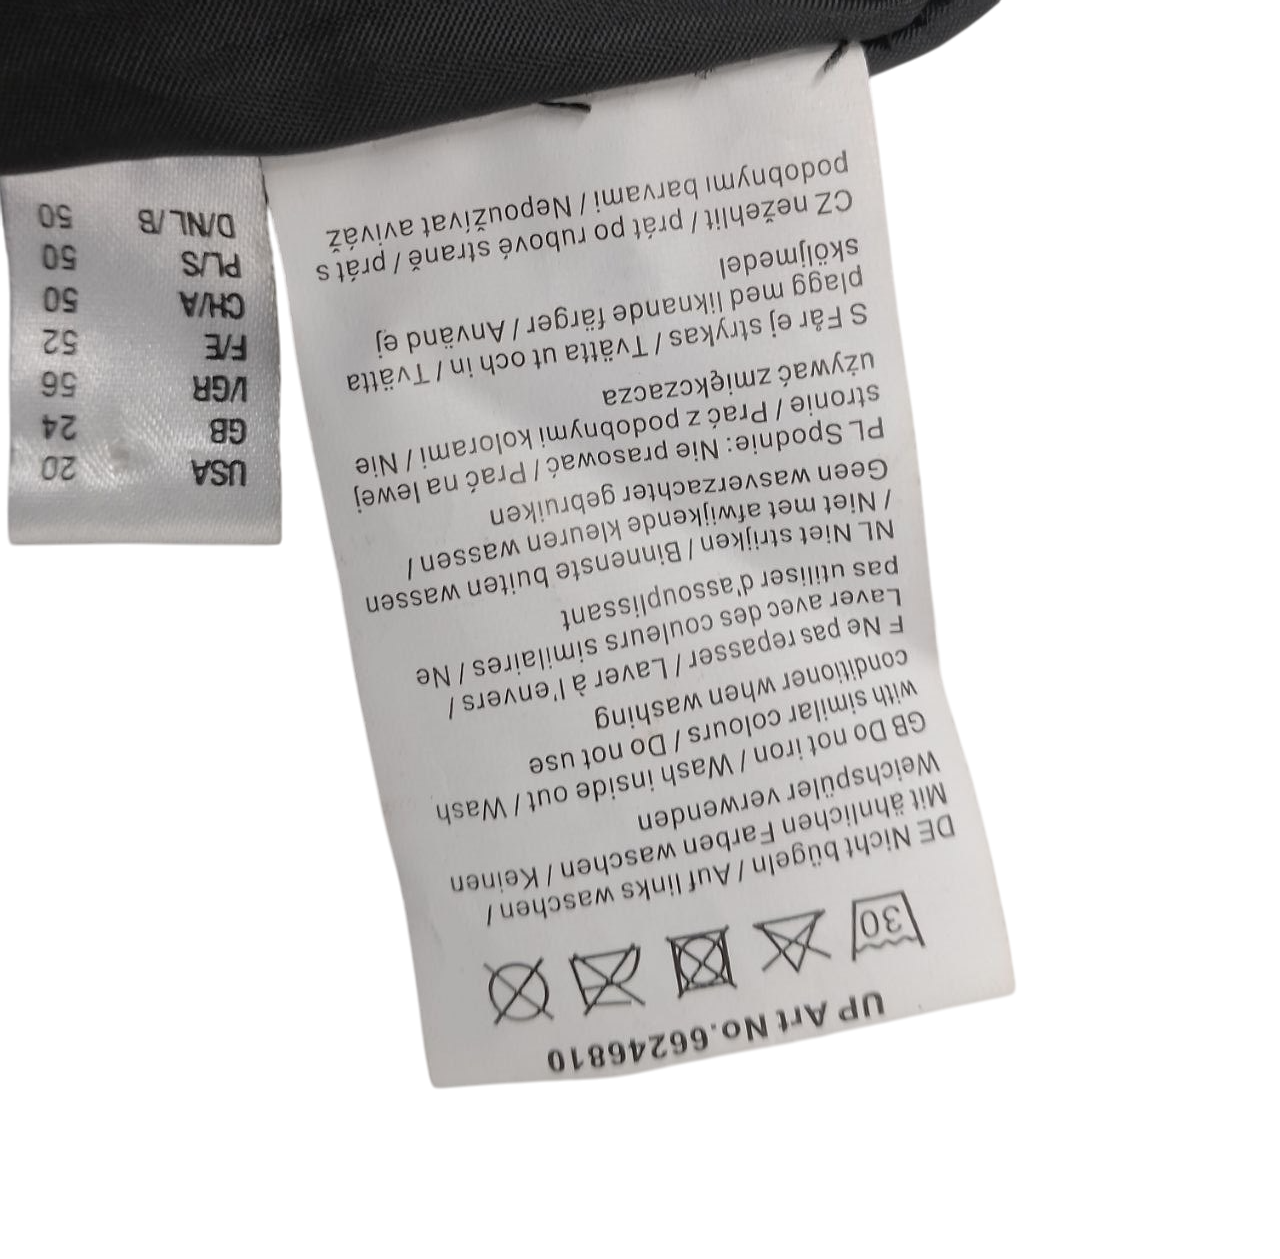 UP Art No.66246810
30
DE Nicht bügeln / Auf links waschen /
Mit ähnlichen Farben waschen / Keinen
Weichspüler verwenden
GB Do not iron / Wash inside out / Wash
with similar colours / Do not use
conditioner when washing
F Ne pas repasser / Laver à l'envers /
Laver avec des couleurs similaires / Ne
pas utiliser d'assouplissant
NL Niet strijken / Binnenste buiten wassen
/ Niet met afwijkende kleuren wassen /
Geen wasverzachter gebruiken
PL Spodnie: Nie prasować / Prać na lewej
stronie / Prać z podobnymi kolorami / Nie
używać zmiękczacza
S Får ej strykas / Tvätta ut och in / Tvätta
plagg med liknande färger / Använd ej
sköljmedel
CZ nežehlit / prát po rubové straně / prát s
podobnymi barvami / Nepoužívat aviváž
USA 20
GB 24
I/GR 56
F/E 52
CH/A 50
PL/S 50
D/NL/B 50